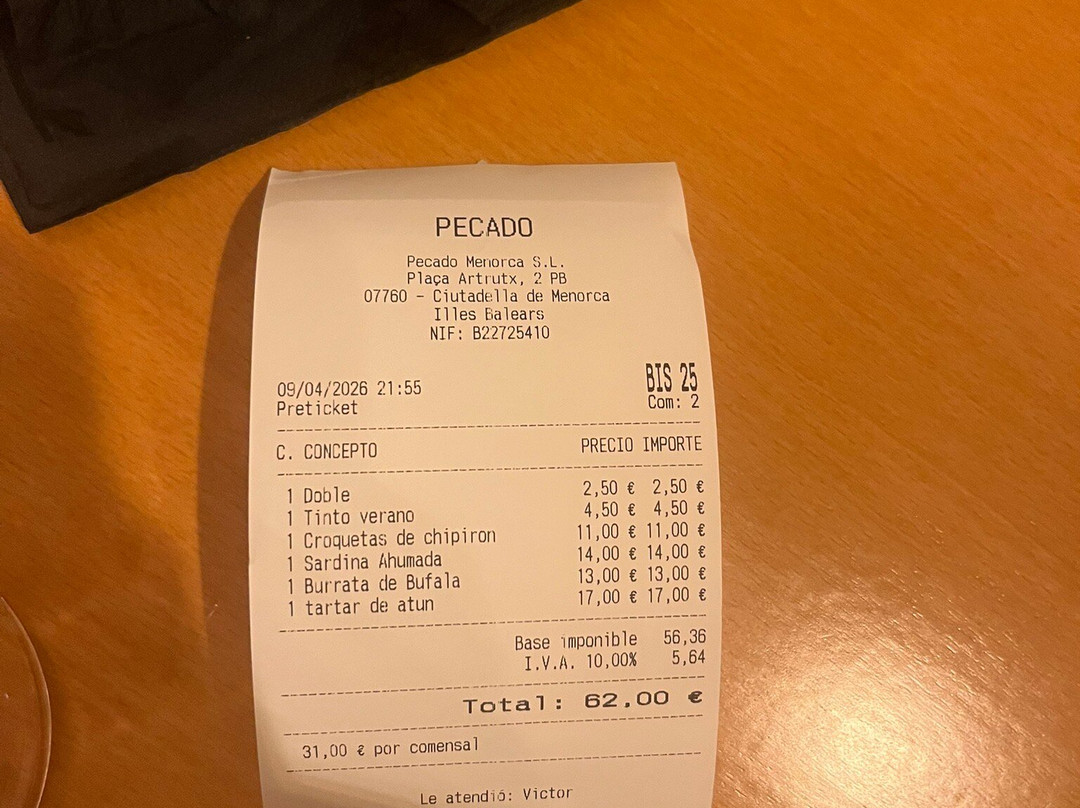 PECADO
Pecado Menorca S.L.
Plaça Artrutx, 2 PB
07760 - Ciutadella de Menorca
Illes Balears
NIF: B22725410
09/04/2026 21:55 BIS 25
Preticket Com: 2
C. CONCEPTO PRECIO IMPORTE
1 Doble 2,50 € 2,50 €
1 Tinto verano 4,50 € 4,50 €
1 Croquetas de chipiron 11,00 € 11,00 €
1 Sardina Ahumada 14,00 € 14,00 €
1 Burrata de Bufala 13,00 € 13,00 €
1 tartar de atun 17,00 € 17,00 €
Base imponible 56,36
I.V.A. 10,00% 5,64
Total: 62,00 €
31,00 € por comensal
Le atendió: Victor